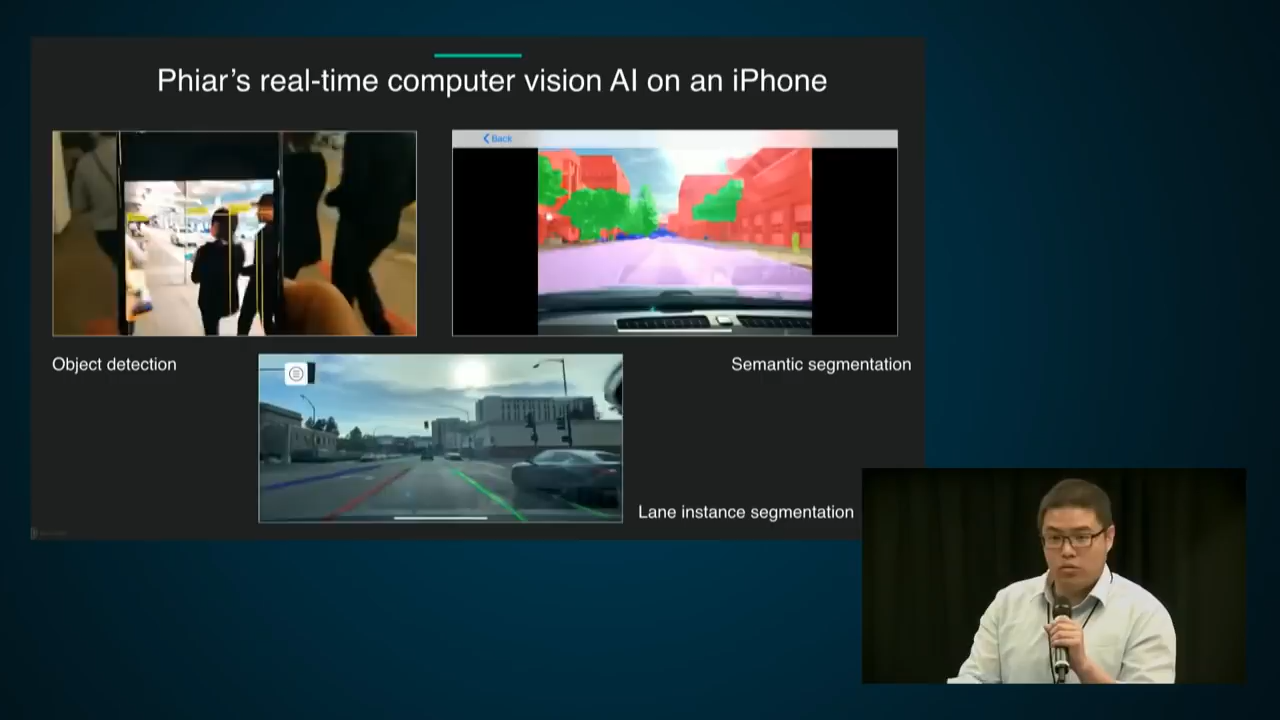 Phiar's real-time computer vision AI on an iPhone
Back
Object detection
Semantic segmentation
Lane instance segmentation